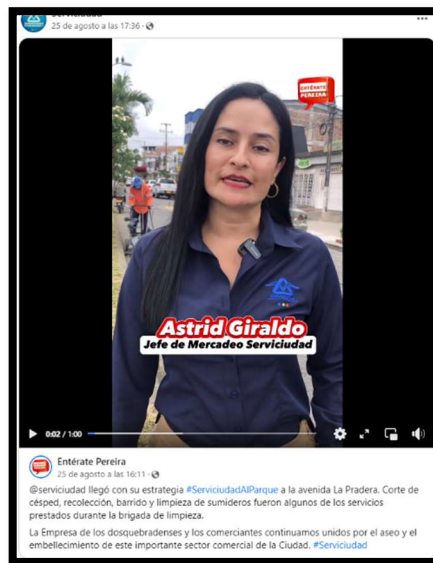 Serviciudad
25 de agosto a las 17:36 ·
ENTÉRATE
PEREIRA
Astrid Giraldo
Jefe de Mercadeo Serviciudad
0:02 / 1:00
Entérate Pereira
25 de agosto a las 16:11 ·
@serviciudad llegó con su estrategia #ServiciudadAlParque a la avenida La Pradera. Corte de
césped, recolección, barrido y limpieza de sumideros fueron algunos de los servicios
prestados durante la brigada de limpieza.
La Empresa de los dosquebradenses y los comerciantes continuamos unidos por el aseo y el
embellecimiento de este importante sector comercial de la Ciudad. #Serviciudad